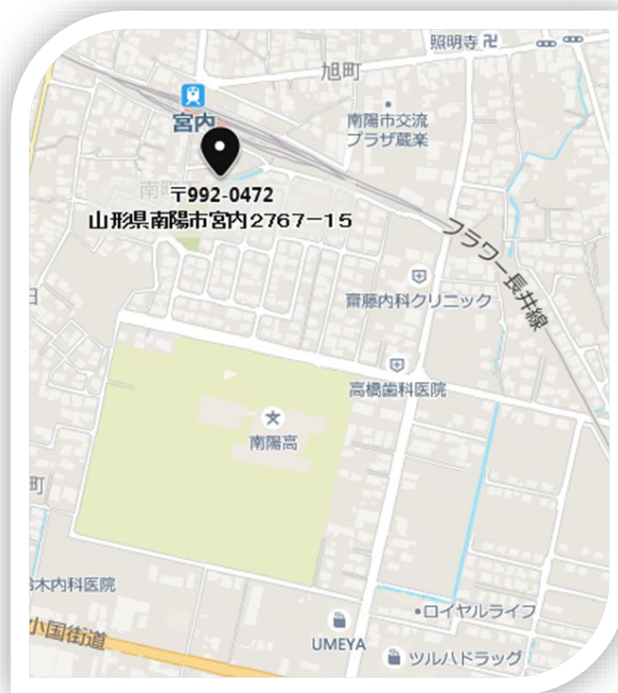 照明寺
旭町
宮内
南陽市交流
プラザ蔵楽
南町
〒992-0472
山形県南陽市宮内2767－15
フラワー長井線
齋藤内科クリニック
高橋歯科医院
南陽高
町
木内科医院
ロイヤルライフ
小国街道
UMEYA
ツルハドラッグ